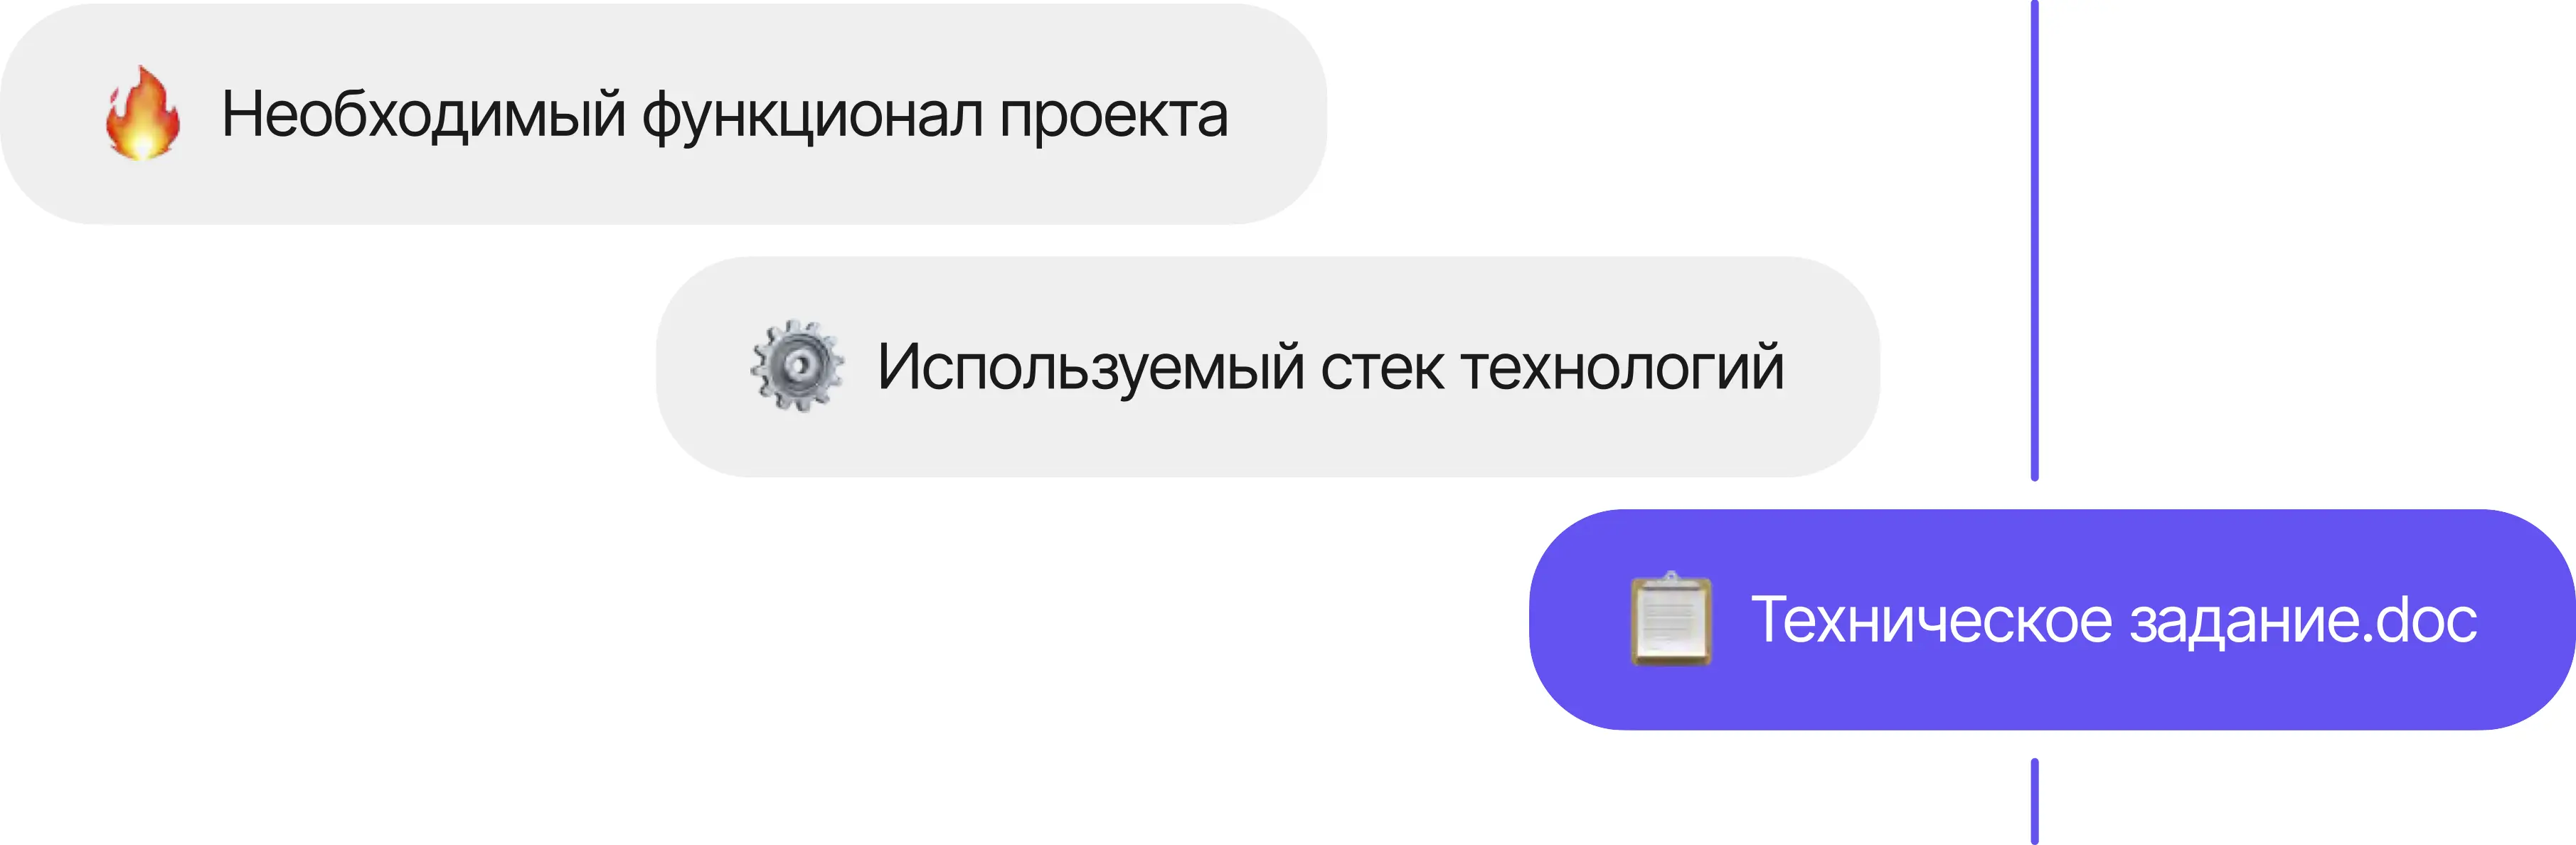 Необходимый функционал проекта
Используемый стек технологий
Техническое задание.doc